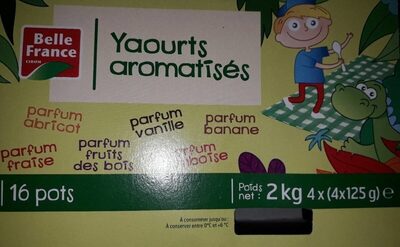 Belle
France
CIDON
Yaourts
aromatisés
parfum
abricot
parfum
vanille
parfum
banane
parfum
fraise
parfum
fruits
des bois
16 pots
Poids
net :
2 kg 4 x (4x125 g) e
À consommer jusqu'au :
À conserver entre 0°C et +6 °C